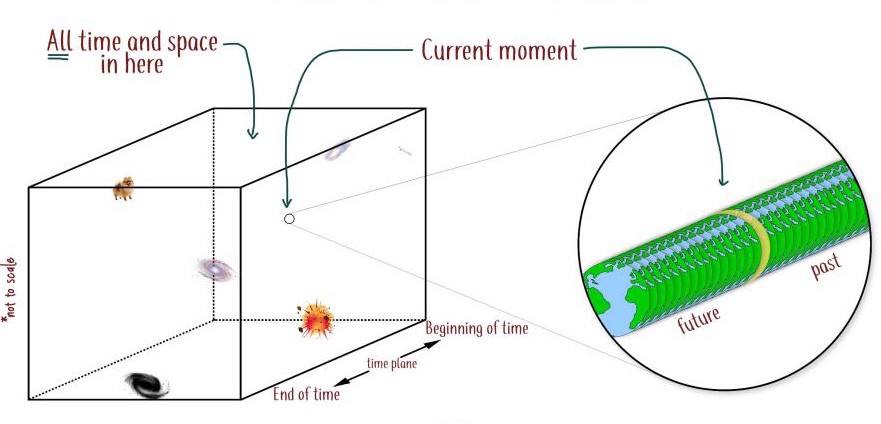 All time and space
in here
Current moment
*not to scale
past
future
Beginning of time
time plane
End of time